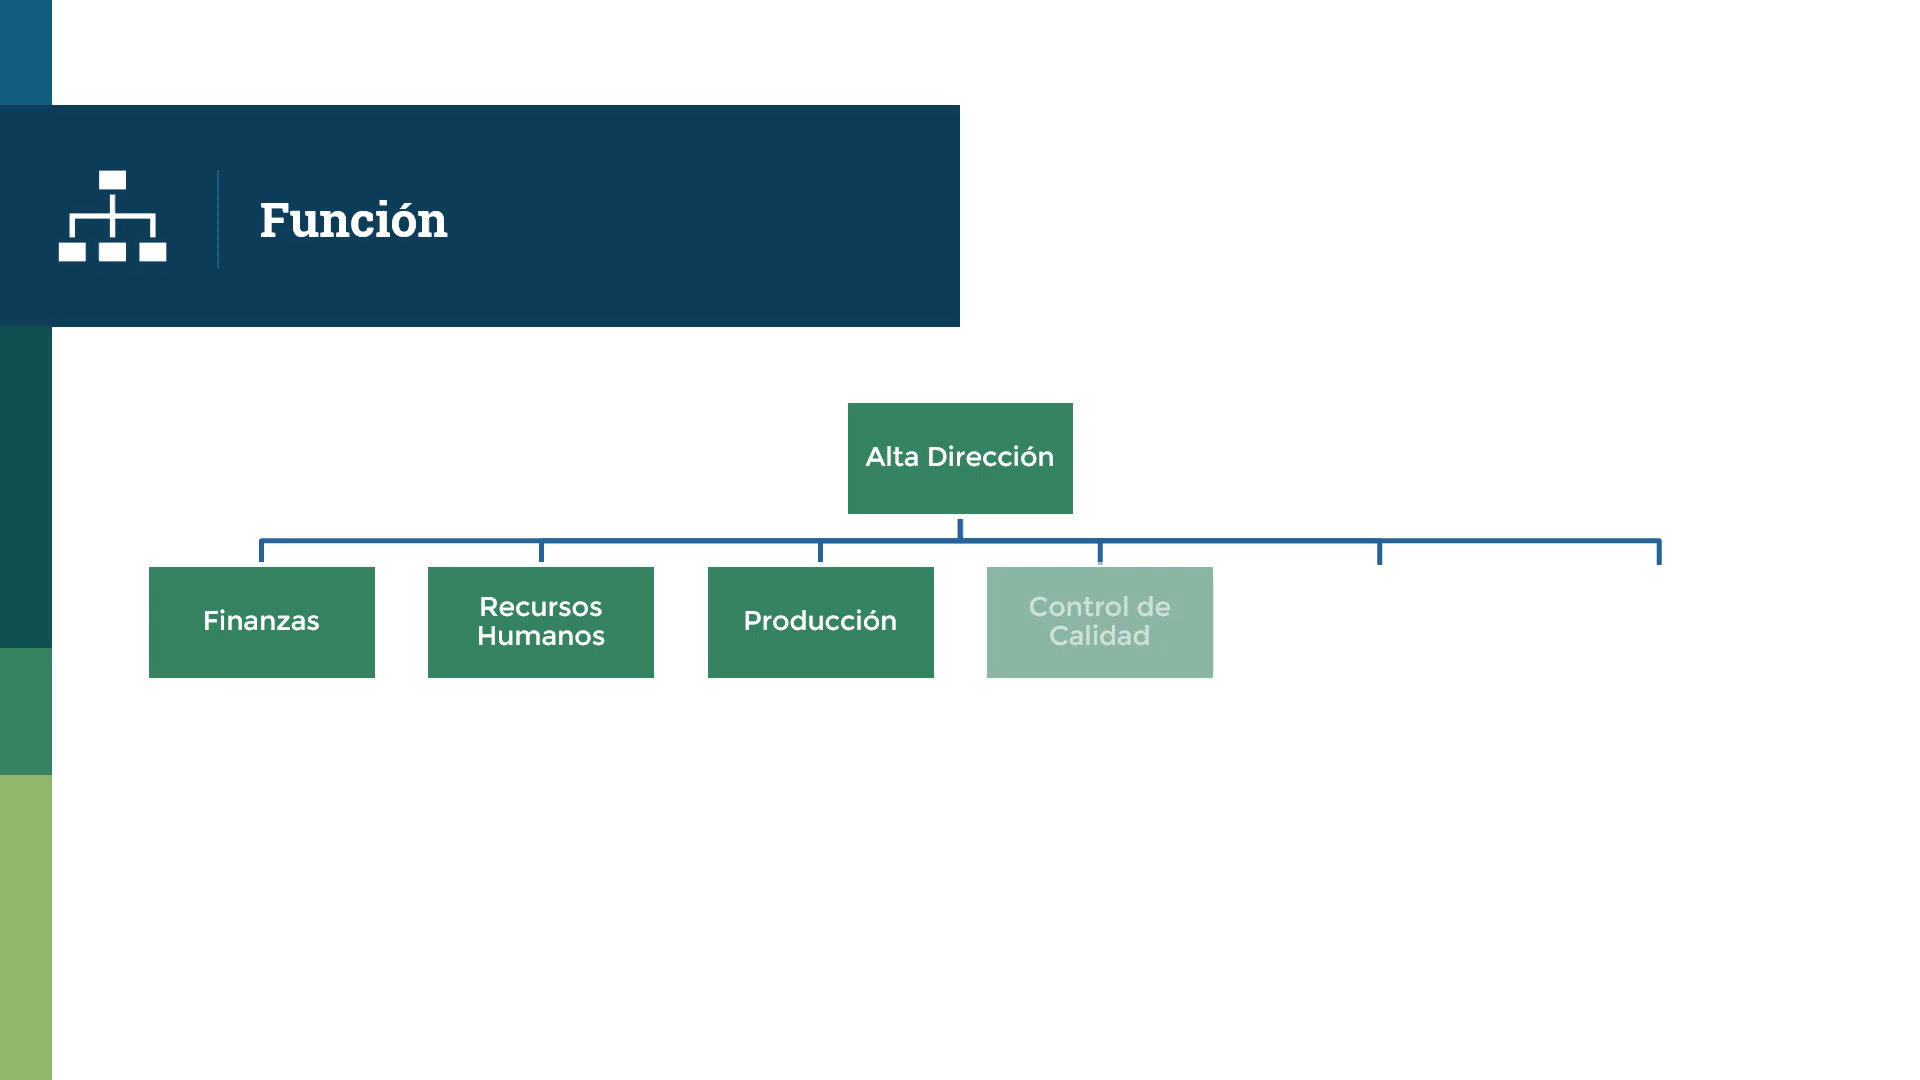 Función
Alta Dirección
Finanzas
Recursos
Humanos
Producción
Control de
Calidad